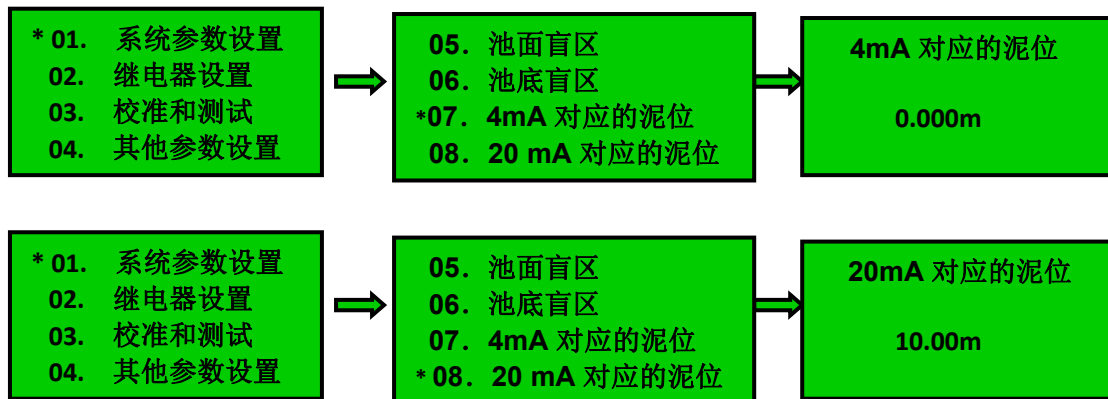 * 01. 系统参数设置
02. 继电器设置
03. 校准和测试
04. 其他参数设置
05. 池面盲区
06. 池底盲区
*07. 4mA 对应的泥位
08. 20 mA 对应的泥位
4mA 对应的泥位
0.000m
* 01. 系统参数设置
02. 继电器设置
03. 校准和测试
04. 其他参数设置
05. 池面盲区
06. 池底盲区
07. 4mA 对应的泥位
* 08. 20 mA 对应的泥位
20mA 对应的泥位
10.00m